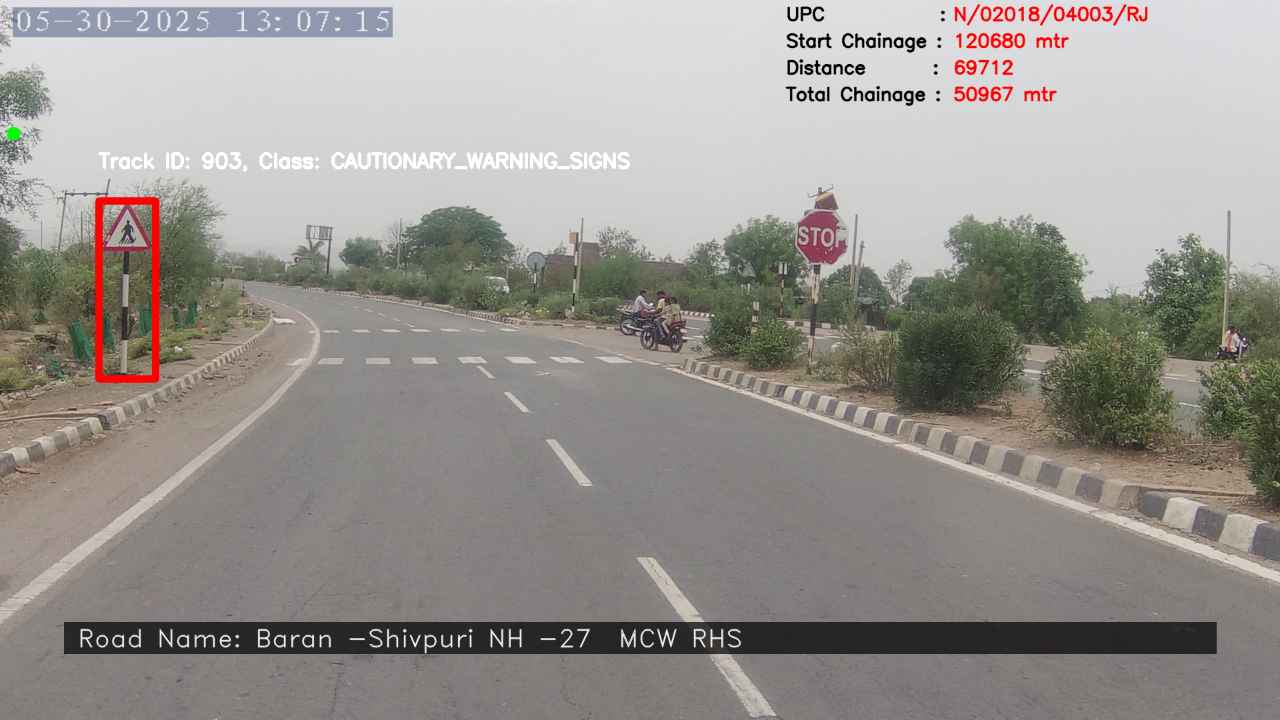 05-30-2025 13:07:15
UPC : N/02018/04003/RJ
Start Chainage : 120680 mtr
Distance : 69712
Total Chainage : 50967 mtr
Track ID: 903, Class: CAUTIONARY_WARNING_SIGNS
STOP
Road Name: Baran -Shivpuri NH -27 MCW RHS